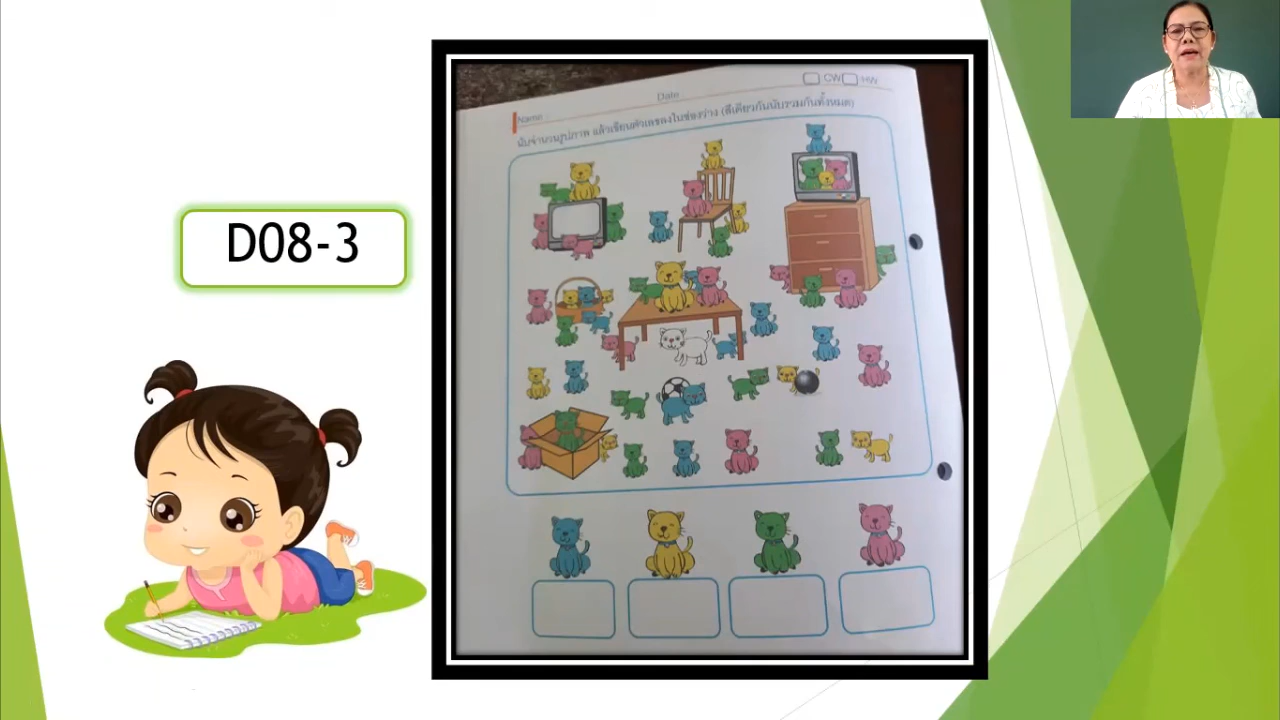 D08-3
CW HW
Name
Date
นับจำนวนรูปภาพ แล้วเขียนตัวเลขลงในช่องว่าง (สีเดียวกันนับรวมกันทั้งหมด)